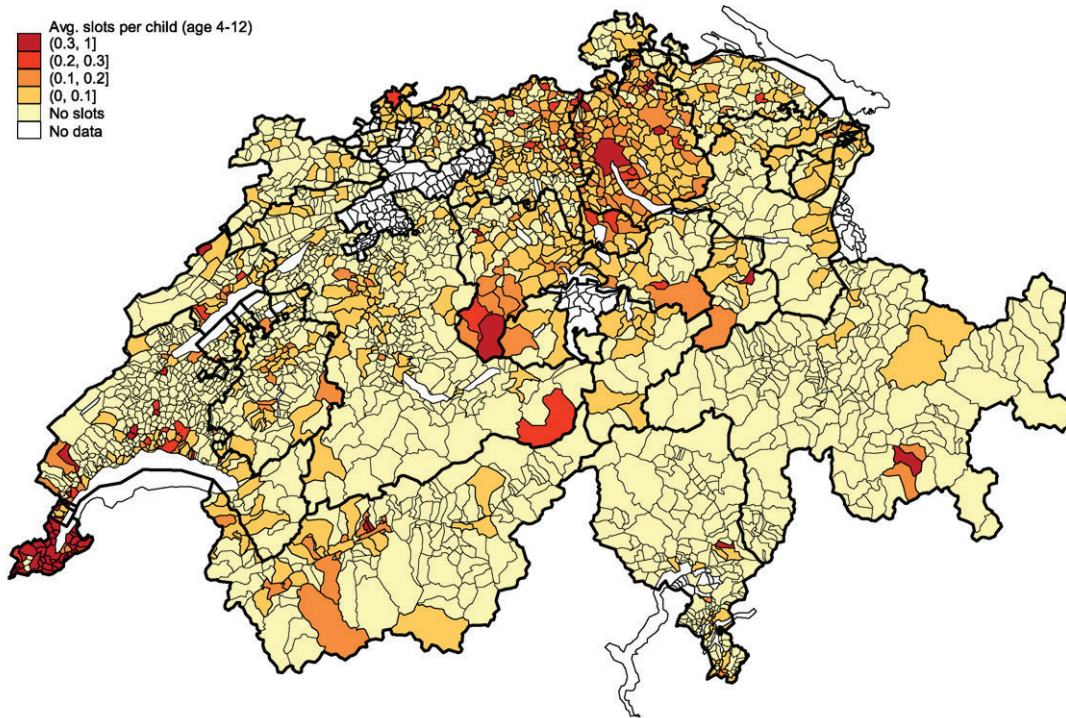 Avg. slots per child (age 4-12)
(0.3, 1]
(0.2, 0.3]
(0.1, 0.2]
(0, 0.1]
No slots
No data